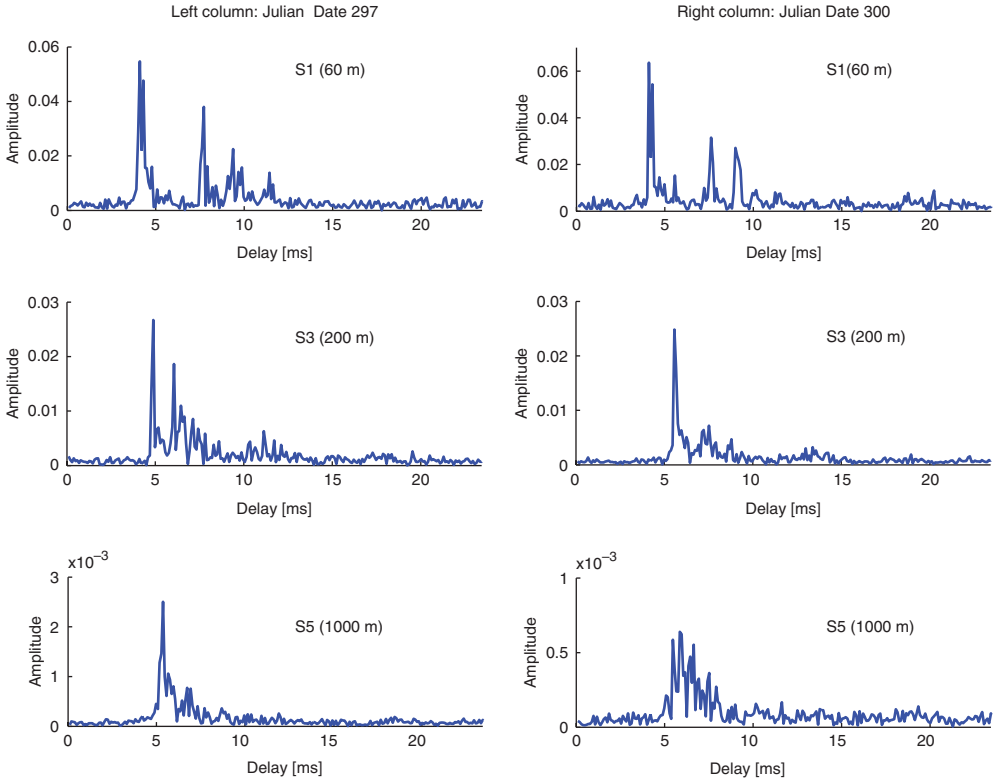 Left column: Julian Date 297
Right column: Julian Date 300
0.06
0.04
0.02
0
Amplitude
S1 (60 m)
0 5 10 15 20
Delay [ms]
0.06
0.04
0.02
0
Amplitude
S1(60 m)
0 5 10 15 20
Delay [ms]
0.03
0.02
0.01
0
Amplitude
S3 (200 m)
0 5 10 15 20
Delay [ms]
0.03
0.02
0.01
0
Amplitude
S3 (200 m)
0 5 10 15 20
Delay [ms]
x10⁻³
3
2
1
0
Amplitude
S5 (1000 m)
0 5 10 15 20
Delay [ms]
x10⁻³
1
0.5
0
Amplitude
S5 (1000 m)
0 5 10 15 20
Delay [ms]